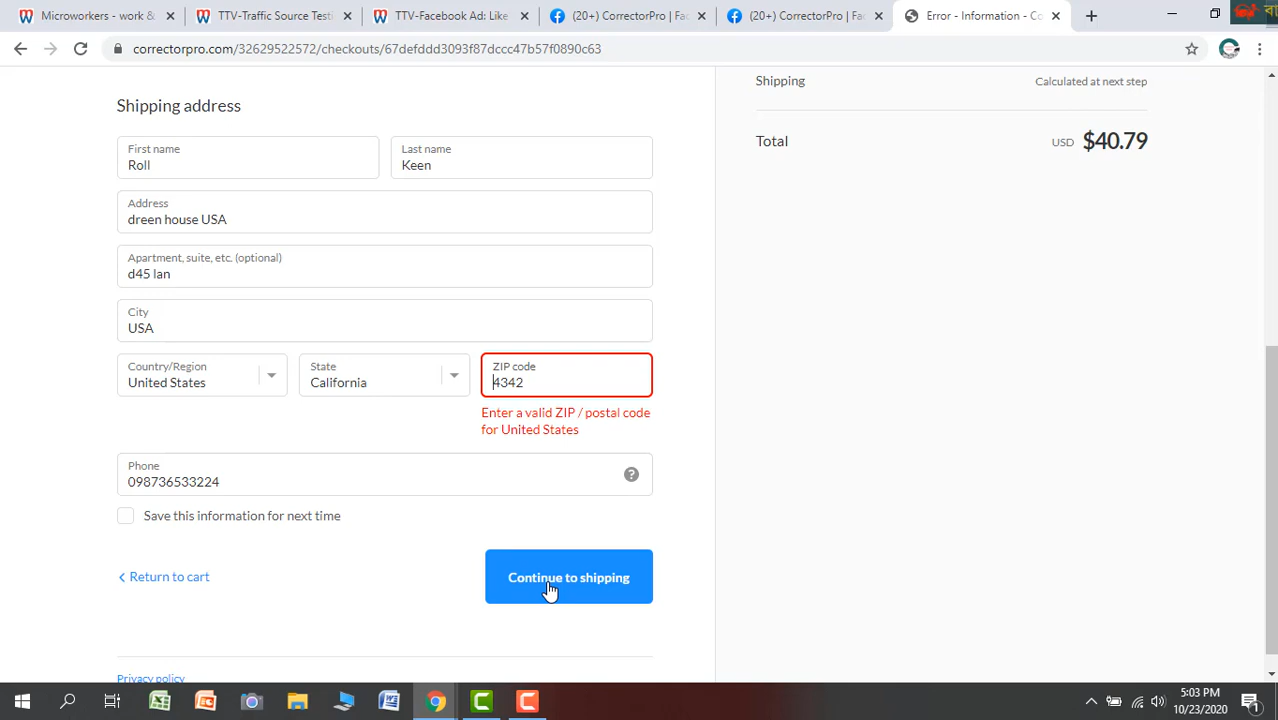 Microworkers - work &
TTV-Traffic Source Testi
TTV-Facebook Ad: Like
(20+) CorrectorPro | Fac
(20+) CorrectorPro | Fac
Error - Information - Co
correctorpro.com/32629522572/checkouts/67defddd3093f87dccc47b57f0890c63
Shipping
Calculated at next step
Shipping address
Total
USD $40.79
First name
Roll
Last name
Keen
Address
dreen house USA
Apartment, suite, etc. (optional)
d45 lan
City
USA
Country/Region
United States
State
California
ZIP code
4342
Enter a valid ZIP / postal code
for United States
Phone
098736533224
Save this information for next time
Return to cart
Continue to shipping
Privacy policy
5:03 PM
10/23/2020